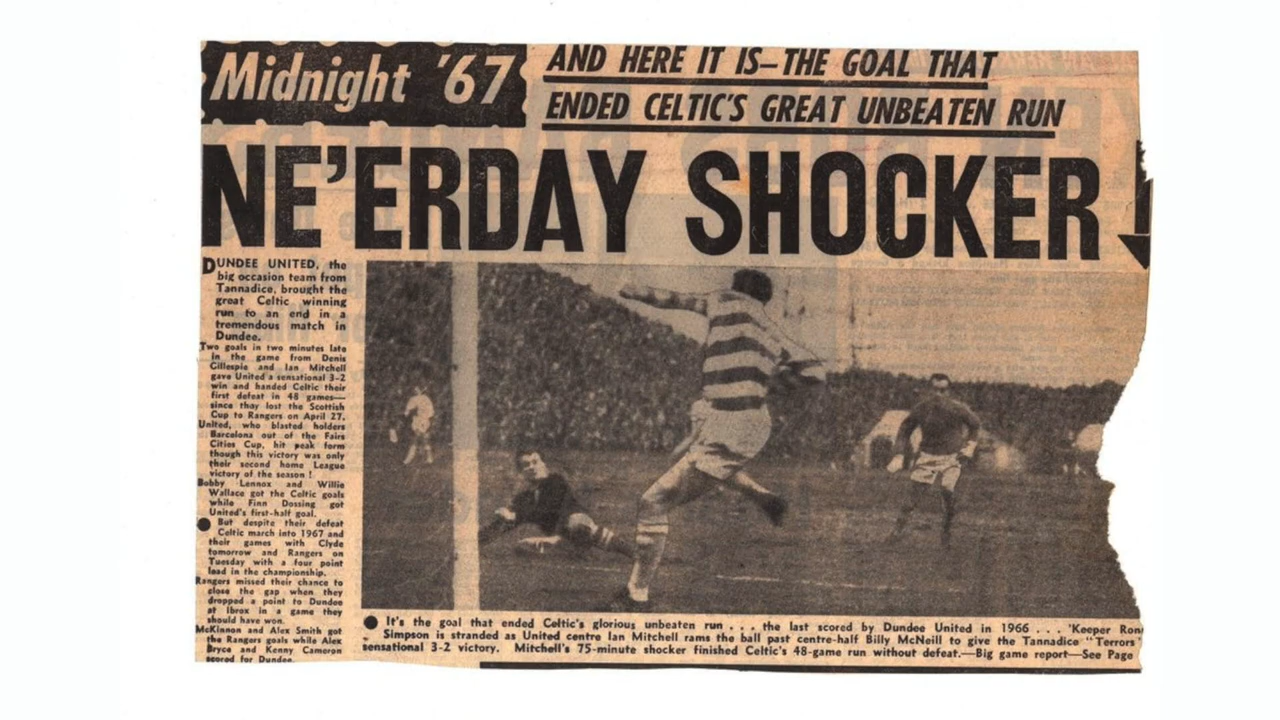 Midnight '67
AND HERE IT IS—THE GOAL THAT
ENDED CELTIC'S GREAT UNBEATEN RUN
NE'ERDAY SHOCKER
DUNDEE UNITED, the
big occasion team from
Tannadice, brought the
great Celtic winning
run to an end in a
tremendous match in
Dundee.
Two goals in two minutes late
in the game from Denis
Gillespie and Ian Mitchell
gave United a sensational 3-2
win and handed Celtic their
first defeat in 48 games—
since they lost the Scottish
Cup to Rangers on April 27.
United, who blasted holders
Barcelona out of the Fairs
Cities Cup, hit peak form
though this victory was only
their second home League
victory of the season !
Bobby Lennox and Willie
Wallace got the Celtic goals
while Finn Dossing got
United's first-half goal.
● But despite their defeat
Celtic march into 1967 and
their games with Clyde
tomorrow and Rangers on
Tuesday with a four point
lead in the championship.
Rangers missed their chance to
close the gap when they
dropped a point to Dundee
at Ibrox in a game they
should have won.
McKinnon and Alex Smith got
the Rangers goals while Alex
Bryce and Kenny Cameron
scored for Dundee.
● It's the goal that ended Celtic's glorious unbeaten run . . . the last scored by Dundee United in 1966 . . . 'Keeper Ron
Simpson is stranded as United centre Ian Mitchell rams the ball past centre-half Billy McNeill to give the Tannadice "Terrors"
sensational 3-2 victory. Mitchell's 75-minute shocker finished Celtic's 48-game run without defeat.—Big game report—See Page